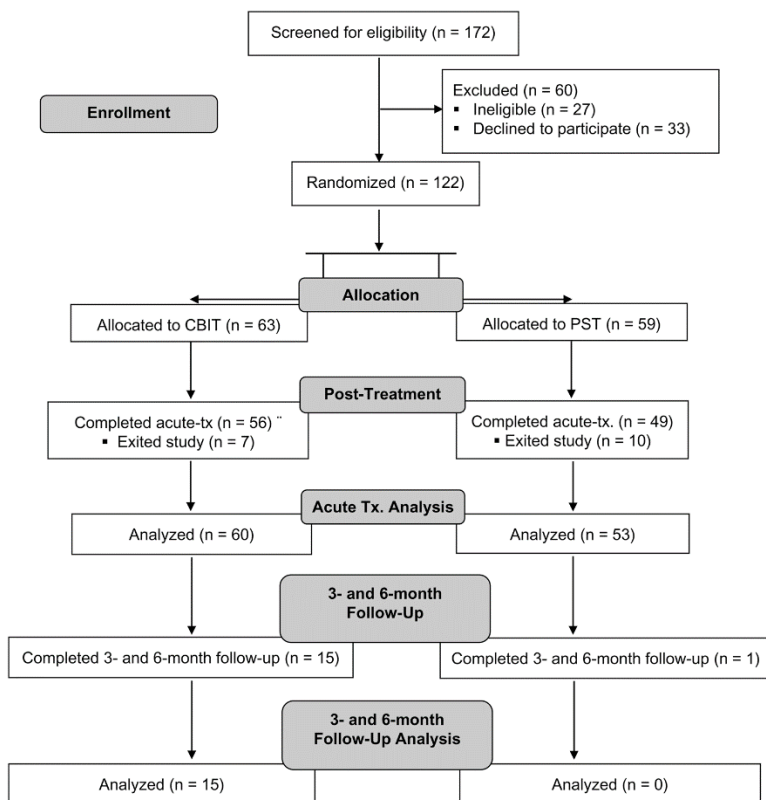 Screened for eligibility (n = 172)
Enrollment
Excluded (n = 60)
▪ Ineligible (n = 27)
▪ Declined to participate (n = 33)
Randomized (n = 122)
Allocation
Allocated to CBIT (n = 63)
Allocated to PST (n = 59)
Post-Treatment
Completed acute-tx (n = 56) ¨
▪ Exited study (n = 7)
Completed acute-tx. (n = 49)
▪ Exited study (n = 10)
Acute Tx. Analysis
Analyzed (n = 60)
Analyzed (n = 53)
3- and 6-month
Follow-Up
Completed 3- and 6-month follow-up (n = 15)
Completed 3- and 6-month follow-up (n = 1)
3- and 6-month
Follow-Up Analysis
Analyzed (n = 15)
Analyzed (n = 0)